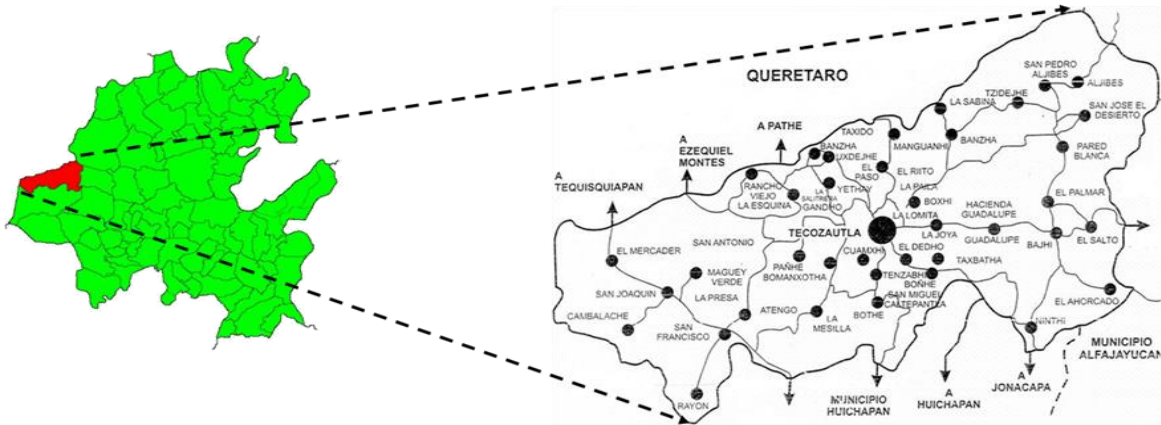 QUERETARO
SAN PEDRO
ALJIBES
ALJIBES
TZIDEJHE
LA SABINA
SAN JOSE EL
DESIERTO
A PATHE
TAXIDO
MANGUANHI
BANZHA
BANZHA
UXDEJHE
PARED
BLANCA
A
EZEQUIEL
MONTES
EL
PASO
EL RIITO
A
TEQUISQUIAPAN
RANCHO
VIEJO
LA ESQUINA
LA
SALITRERA
GANDHO
YETHAY
LA PAILA
BOXHI
EL PALMAR
HACIENDA
GUADALUPE
LA LOMITA
TECOZAUTLA
LA JOYA
GUADALUPE
BAJHI
EL SALTO
SAN ANTONIO
EL MERCADER
CUAMXHI
EL DEDHO
TAXBATHA
PAÑHE
BOMANXOTHA
MAGUEY
VERDE
TENZABHI
BOÑHE
SAN JOAQUIN
LA PRESA
SAN MIGUEL
CALTEPANTLA
EL AHORCADO
CAMBALACHE
SAN
FRANCISCO
ATENGO
LA
MESILLA
BOTHE
NINTHI
MUNICIPIO
ALFAJAYUCAN
RAYON
MUNICIPIO
HUICHAPAN
A
HUICHAPAN
A
JONACAPA